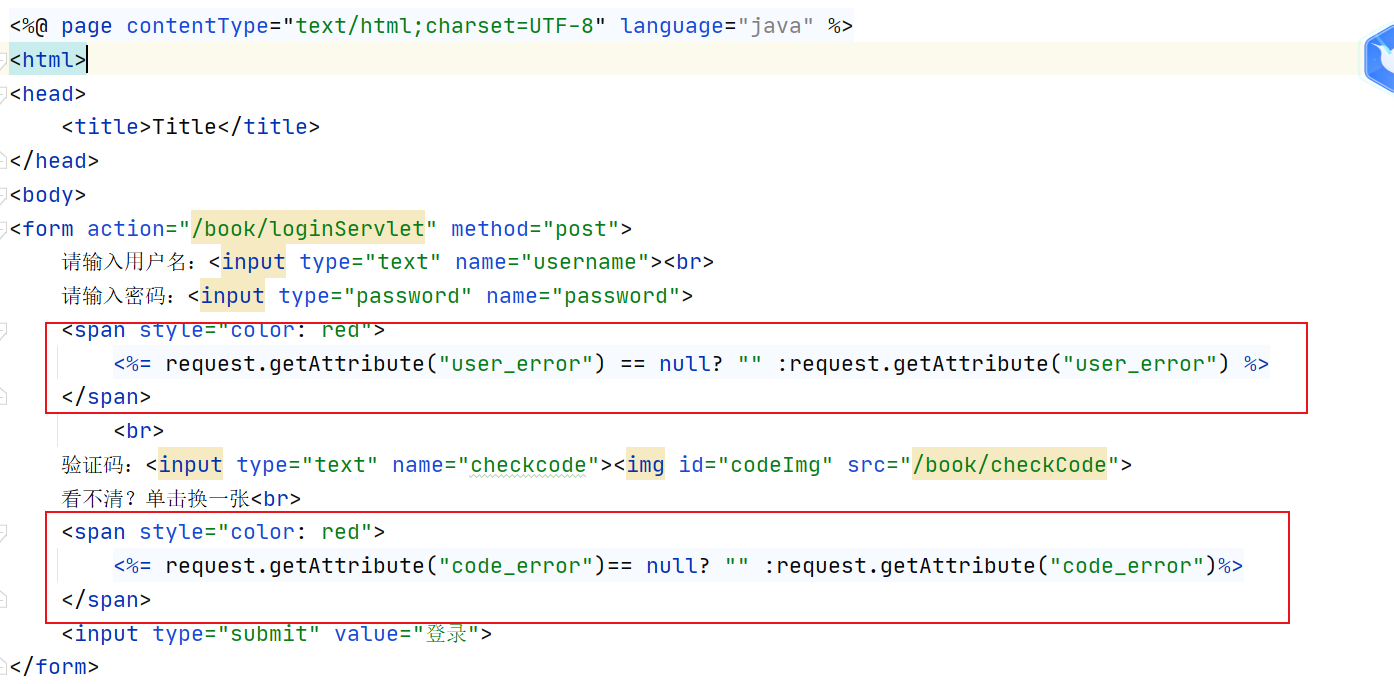 <%@ page contentType="text/html;charset=UTF-8" language="java" %>
<html>
<head>
    <title>Title</title>
</head>
<body>
<form action="/book/loginServlet" method="post">
    请输入用户名：<input type="text" name="username"><br>
    请输入密码：<input type="password" name="password">
    <span style="color: red">
        <%= request.getAttribute("user_error") == null? "" :request.getAttribute("user_error") %>
    </span>
        <br>
    验证码：<input type="text" name="checkcode"><img id="codeImg" src="/book/checkCode">
    看不清？单击换一张<br>
    <span style="color: red">
        <%= request.getAttribute("code_error")== null? "" :request.getAttribute("code_error")%>
    </span>
    <input type="submit" value="登录">
</form>